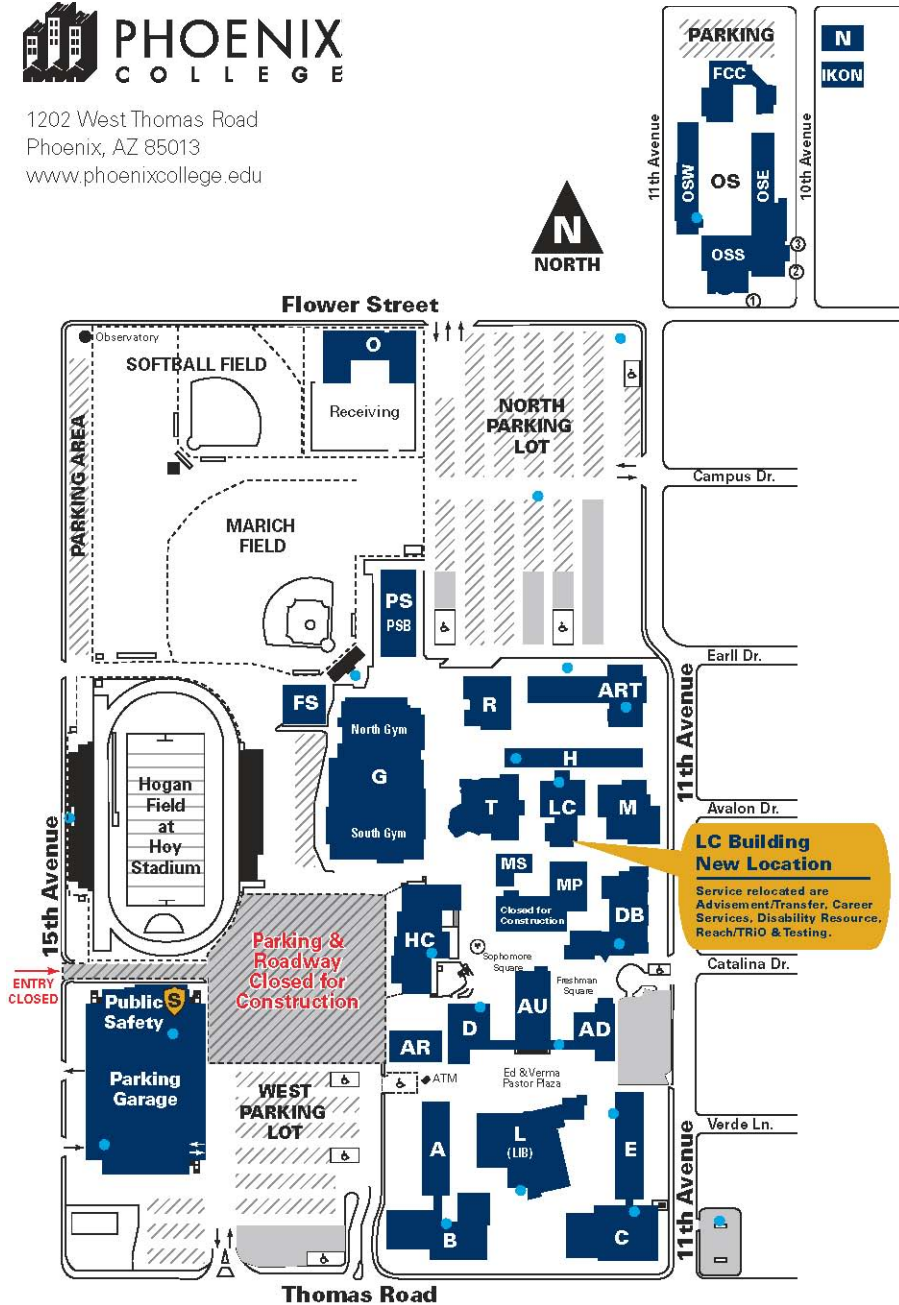 PHOENIX
COLLEGE
1202 West Thomas Road
Phoenix, AZ 85013
www.phoenixcollege.edu
PARKING
N
IKON
FCC
11th Avenue
10th Avenue
OSW
OS
OSE
OSS
3
2
1
N
NORTH
Flower Street
Observatory
SOFTBALL FIELD
O
Receiving
NORTH
PARKING
LOT
PARKING AREA
Campus Dr.
MARICH
FIELD
PS
PSB
Earll Dr.
FS
R
ART
11th Avenue
North Gym
G
South Gym
H
T
LC
M
Avalon Dr.
Hogan
Field
at
Hoy
Stadium
15th Avenue
LC Building
New Location
Service relocated are
Advisement/Transfer, Career
Services, Disability Resource,
Reach/TRiO & Testing.
MS
MP
Closed for
Construction
DB
HC
Sophomore
Square
Freshman
Square
Catalina Dr.
Parking &
Roadway
Closed for
Construction
ENTRY
CLOSED
Public
Safety
S
AU
D
AD
AR
Parking
Garage
ATM
Ed & Verma
Pastor Plaza
WEST
PARKING
LOT
A
L
(LIB)
E
Verde Ln.
B
C
11th Avenue
Thomas Road